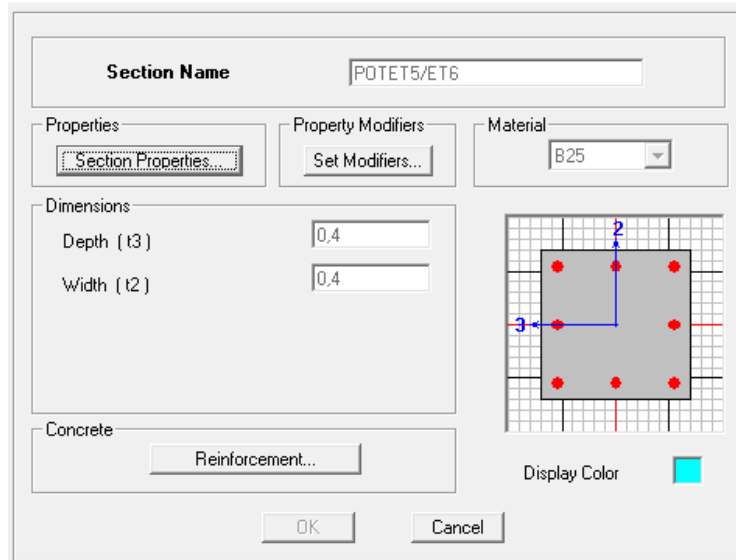 Section Name POTET5/ET6
Properties Property Modifiers Material
Section Properties... Set Modifiers... B25
Dimensions
Depth ( t3 ) 0,4
Width ( t2 ) 0,4
2
3
Concrete
Reinforcement...
Display Color
OK Cancel